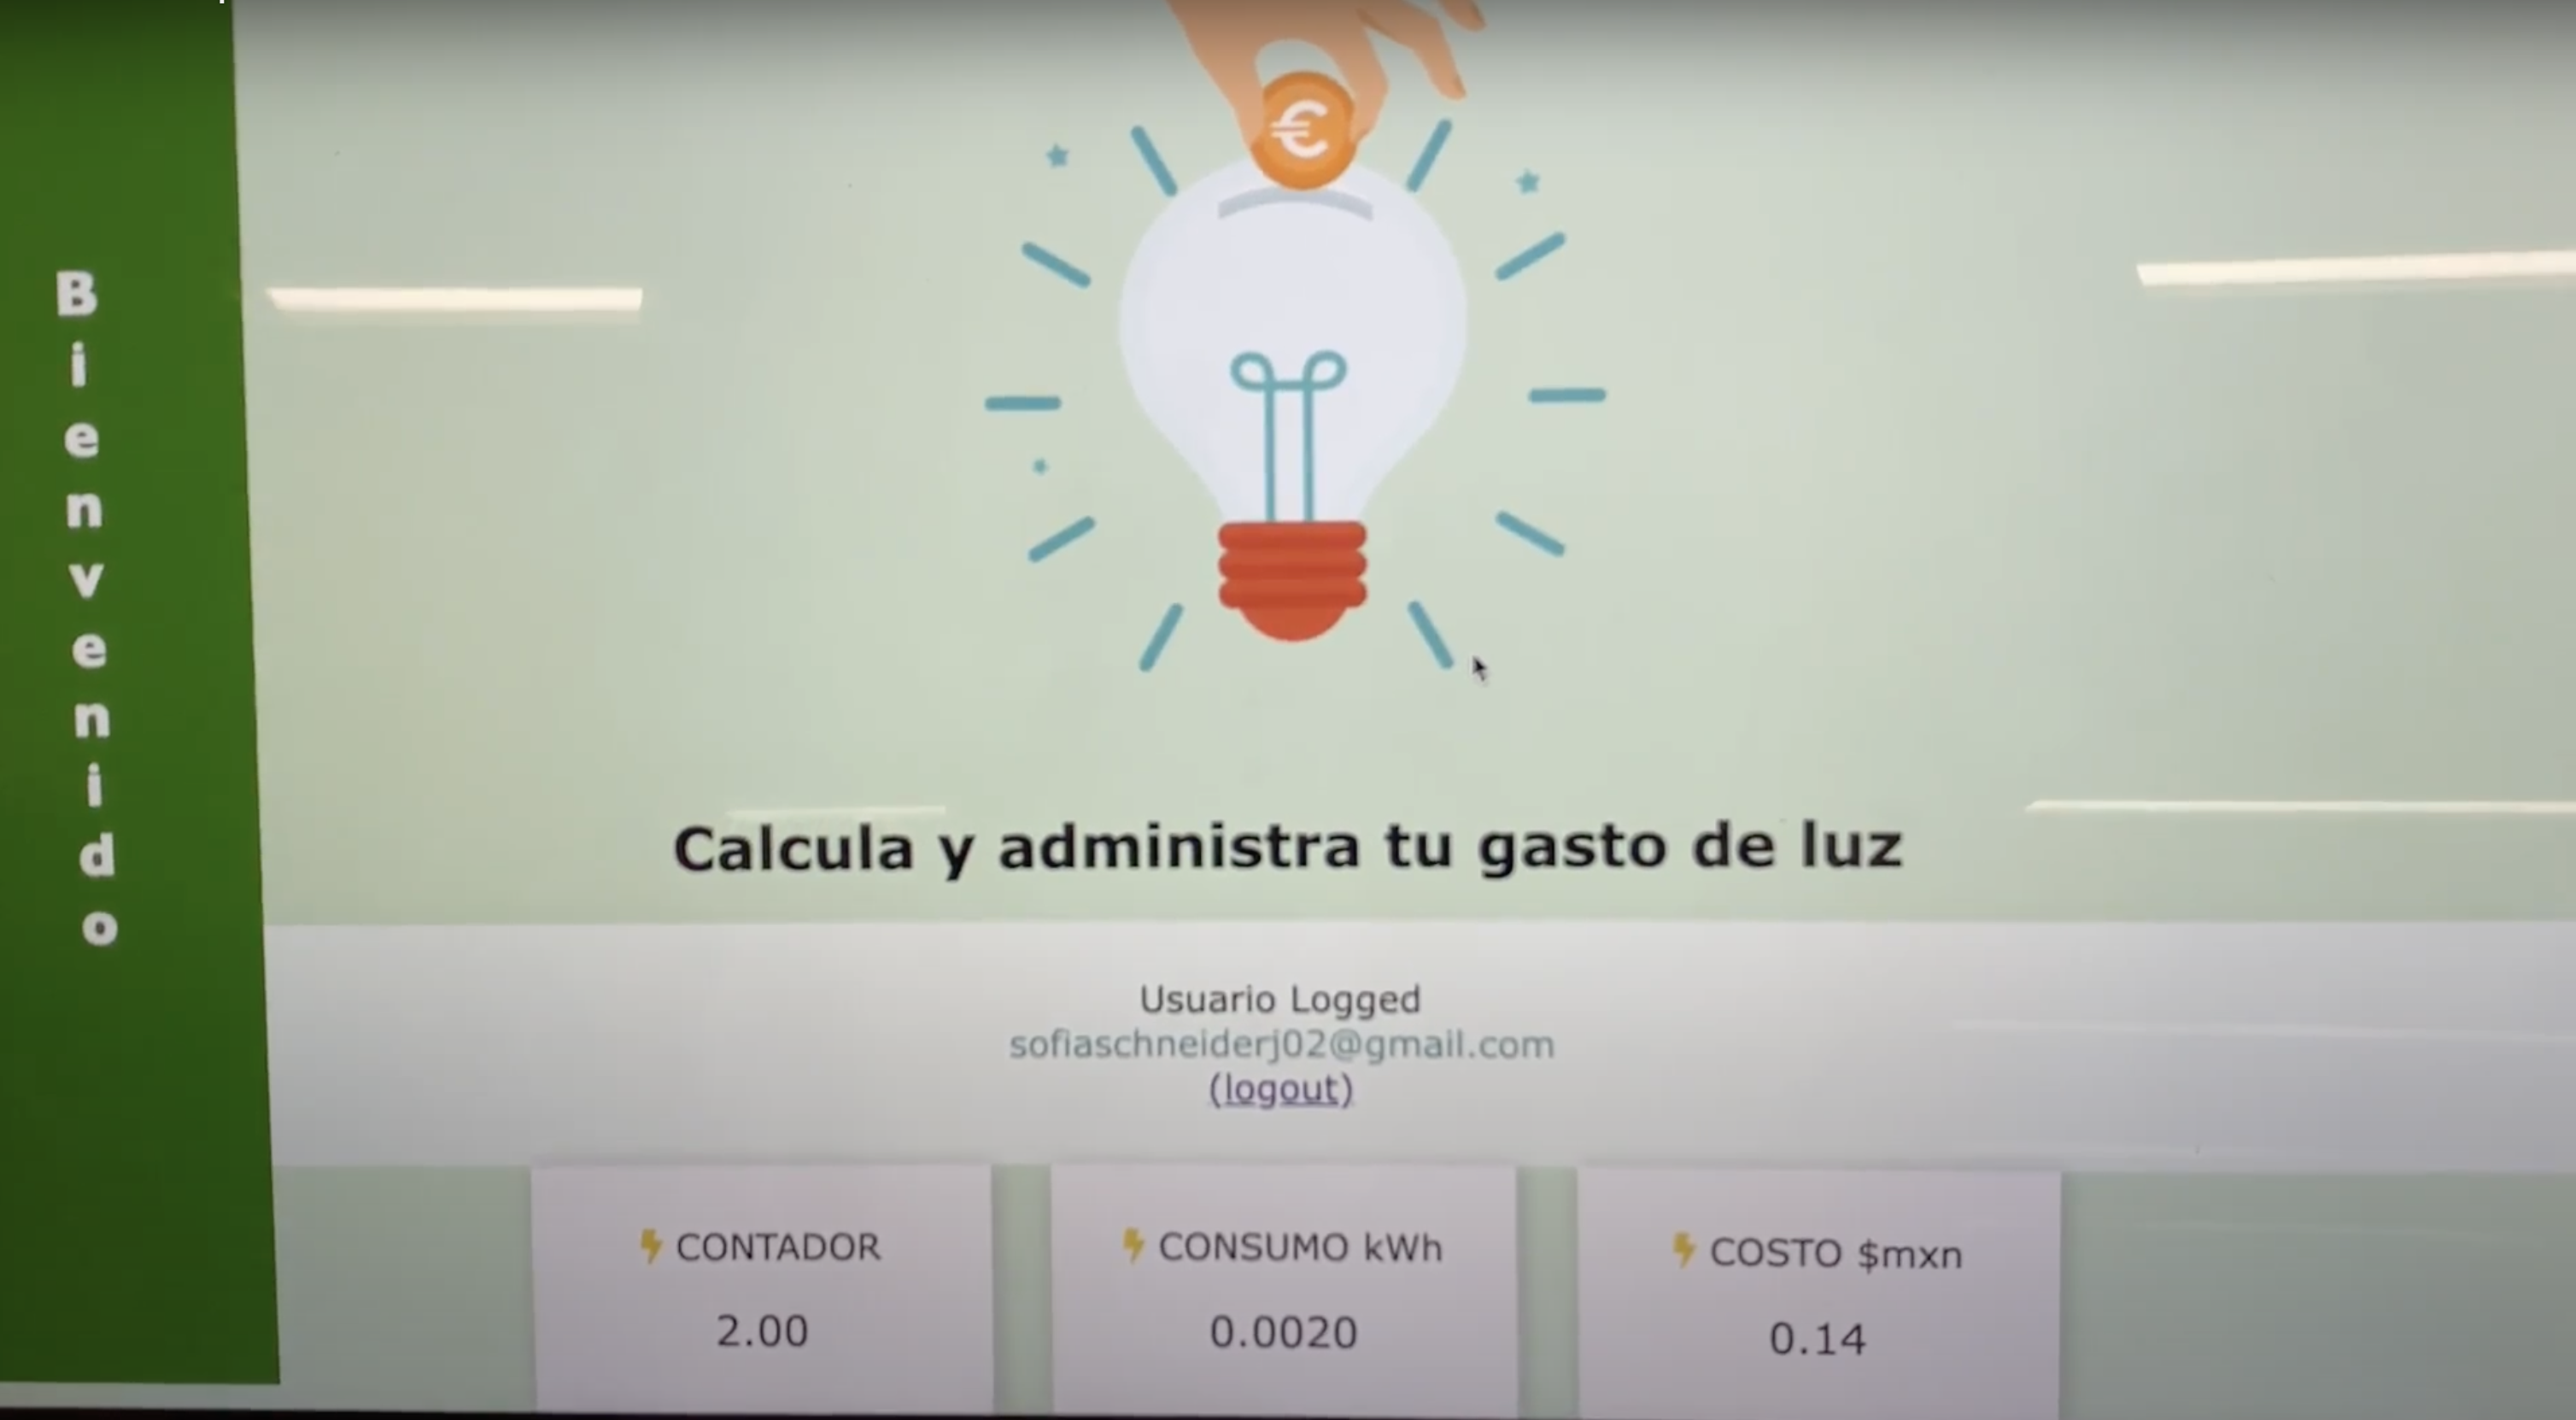 Bienvenido
€
Calcula y administra tu gasto de luz
Usuario Logged
sofiaschneiderj02@gmail.com
(logout)
CONTADOR
2.00
CONSUMO kWh
0.0020
COSTO $mxn
0.14